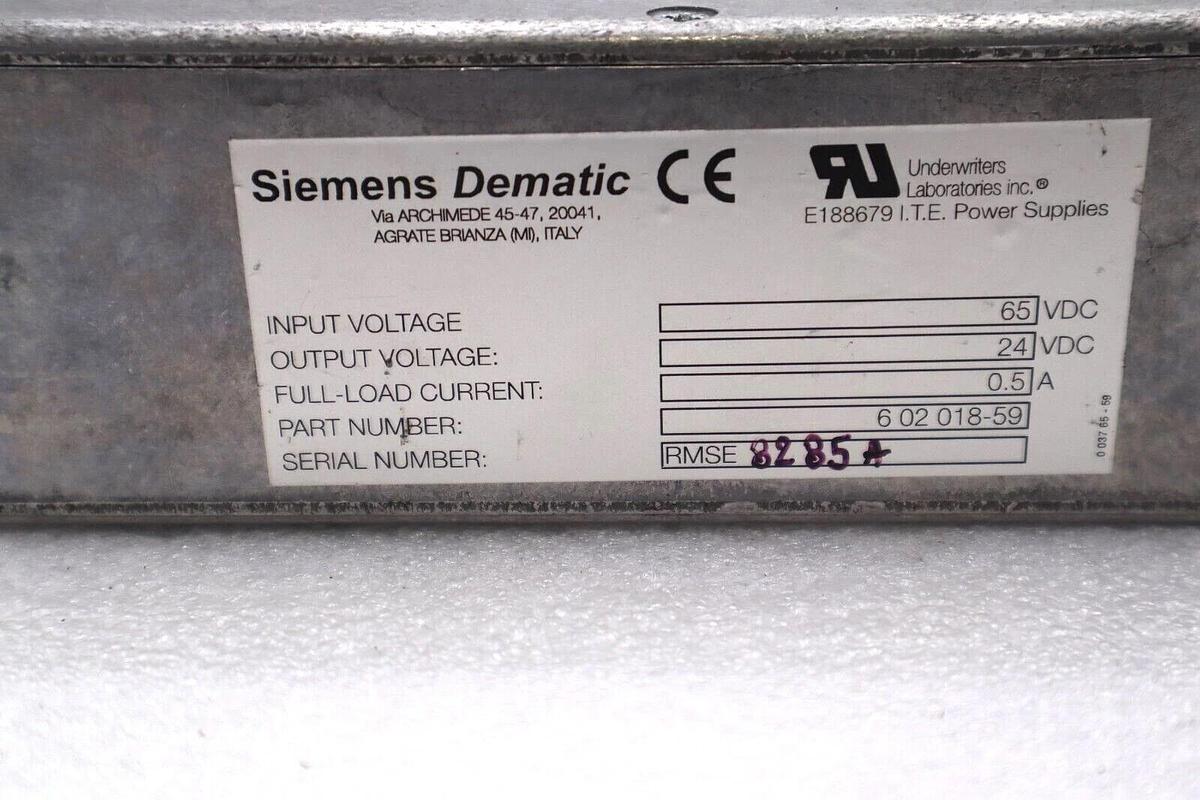 Siemens Dematic CE
Via ARCHIMEDE 45-47, 20041,
AGRATE BRIANZA (MI), ITALY
RU Underwriters
Laboratories inc.®
E188679 I.T.E. Power Supplies
INPUT VOLTAGE 65 VDC
OUTPUT VOLTAGE: 24 VDC
FULL-LOAD CURRENT: 0.5 A
PART NUMBER: 6 02 018-59
SERIAL NUMBER: RMSE 8285A
0 037 65 - 59